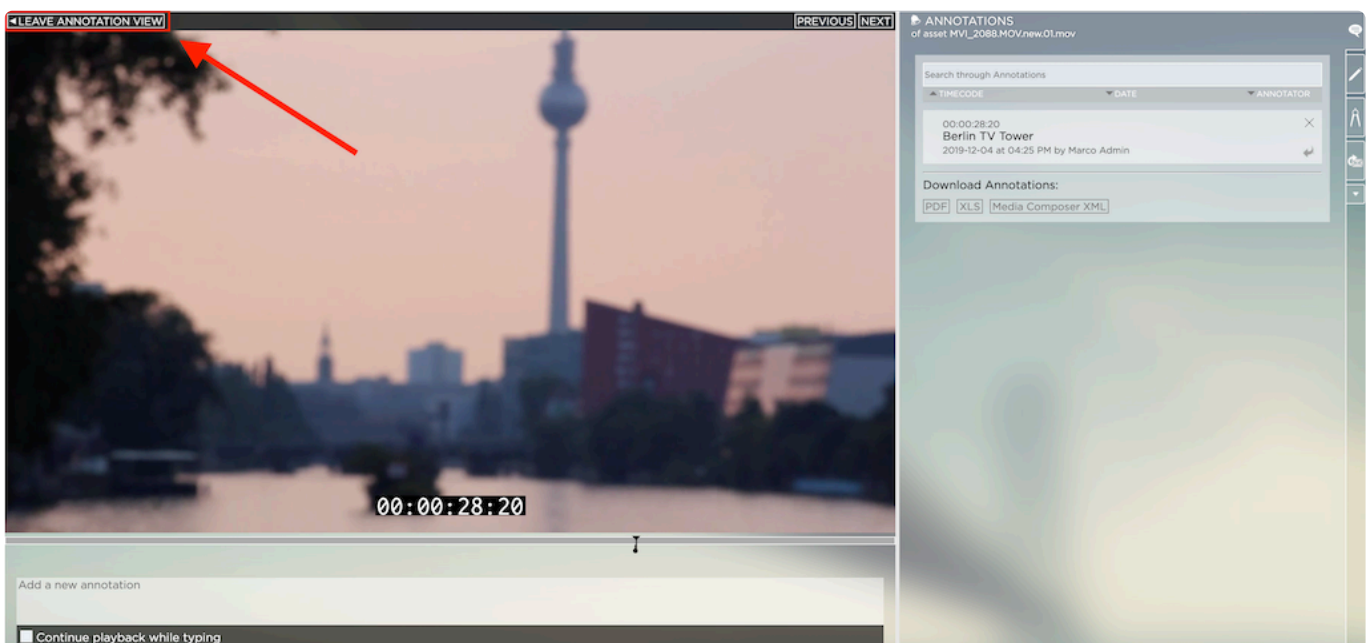 LEAVE ANNOTATION VIEW
PREVIOUS NEXT
00:00:28:20
Add a new annotation
Continue playback while typing
ANNOTATIONS
of asset MVI_2088.MOV.new.01.mov
Search through Annotations
TIMECODE DATE ANNOTATOR
00:00:28:20
Berlin TV Tower
2019-12-04 at 04:25 PM by Marco Admin
Download Annotations:
PDF XLS Media Composer XML